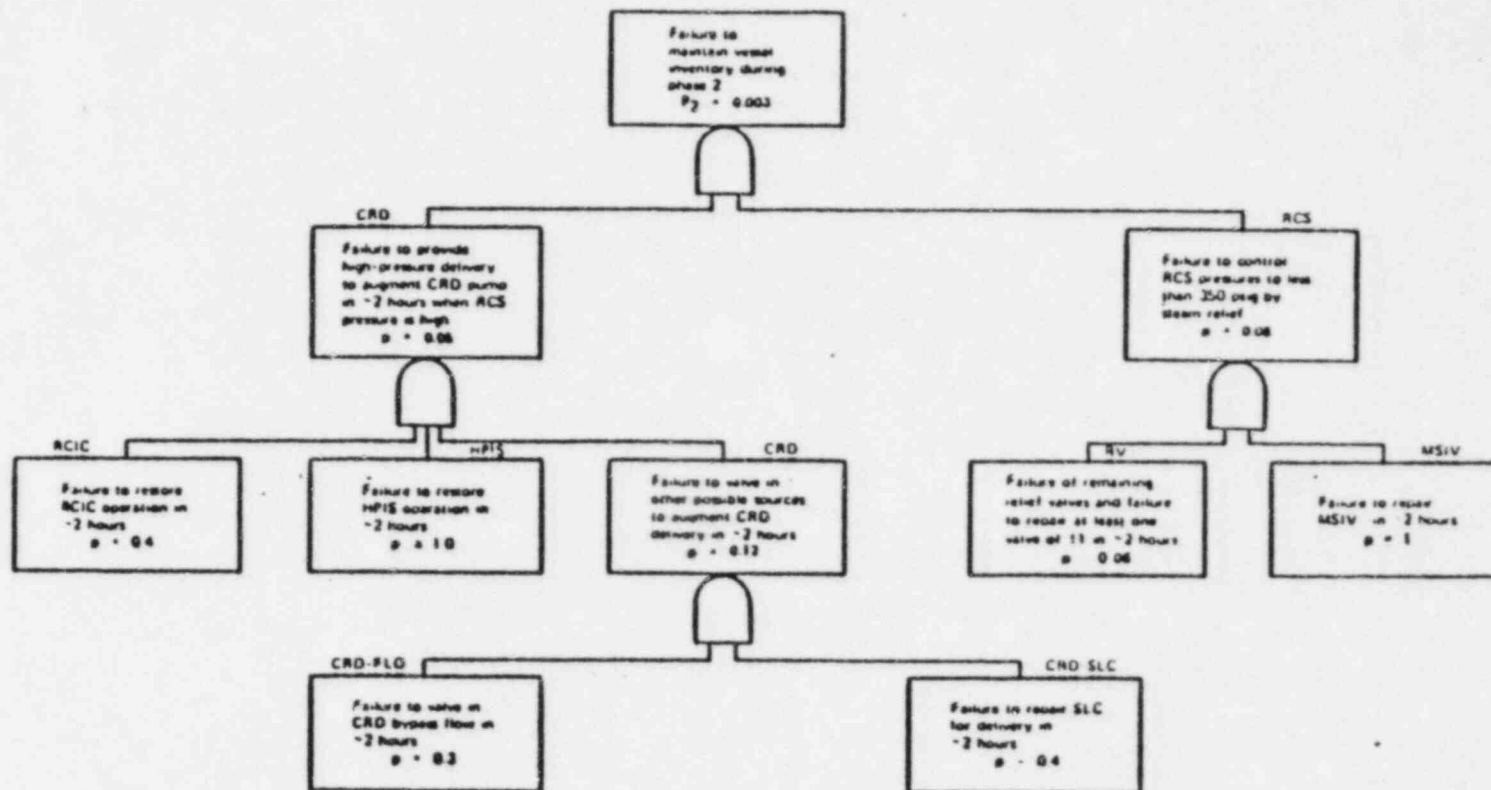 Failure to
maintain vessel
inventory during
phase 2
P2 = 0.003
CRD
Failure to provide
high-pressure delivery
to augment CRD pump
in ~2 hours when RCS
pressure is high
p = 0.05
RCS
Failure to control
RCS pressures to less
than 350 psig by
steam relief
p = 0.06
RCIC
Failure to restore
RCIC operation in
~2 hours
p = 0.4
HPIS
Failure to restore
HPIS operation in
~2 hours
p = 1.0
CRD
Failure to valve in
other possible sources
to augment CRD
delivery in ~2 hours
p = 0.12
RV
Failure of remaining
relief valves and failure
to repair at least one
valve of 11 in ~2 hours
p 0.06
MSIV
Failure to repair
MSIV in ~2 hours
p = 1
CRD-FLO
Failure to valve in
CRD bypass flow in
~2 hours
p = 0.3
CRD SLC
Failure to repair SLC
for delivery in
~2 hours
p - 0.4